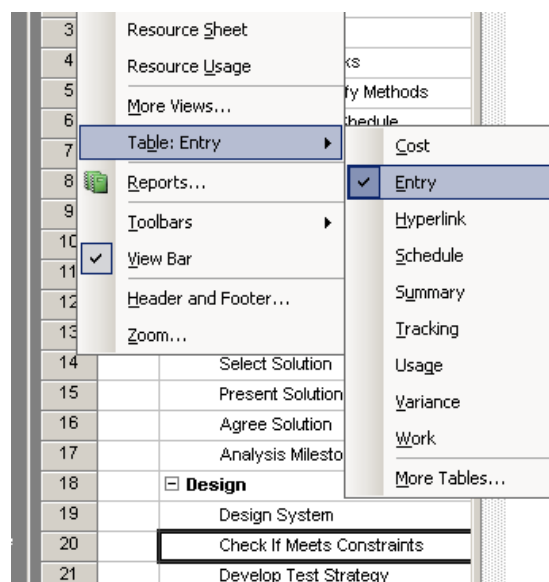 3
Resource Sheet
4
Resource Usage
ks
5
fy Methods
More Views...
6
Schedule
7
Table: Entry
Cost
8
Reports...
Entry
9
Toolbars
Hyperlink
10
View Bar
Schedule
11
12
Header and Footer...
Summary
13
Zoom...
Tracking
14
Select Solution
Usage
15
Present Solution
Variance
16
Agree Solution
Work
17
Analysis Milesto
More Tables...
18
Design
19
Design System
20
Check If Meets Constraints
21
Develop Test Strategy